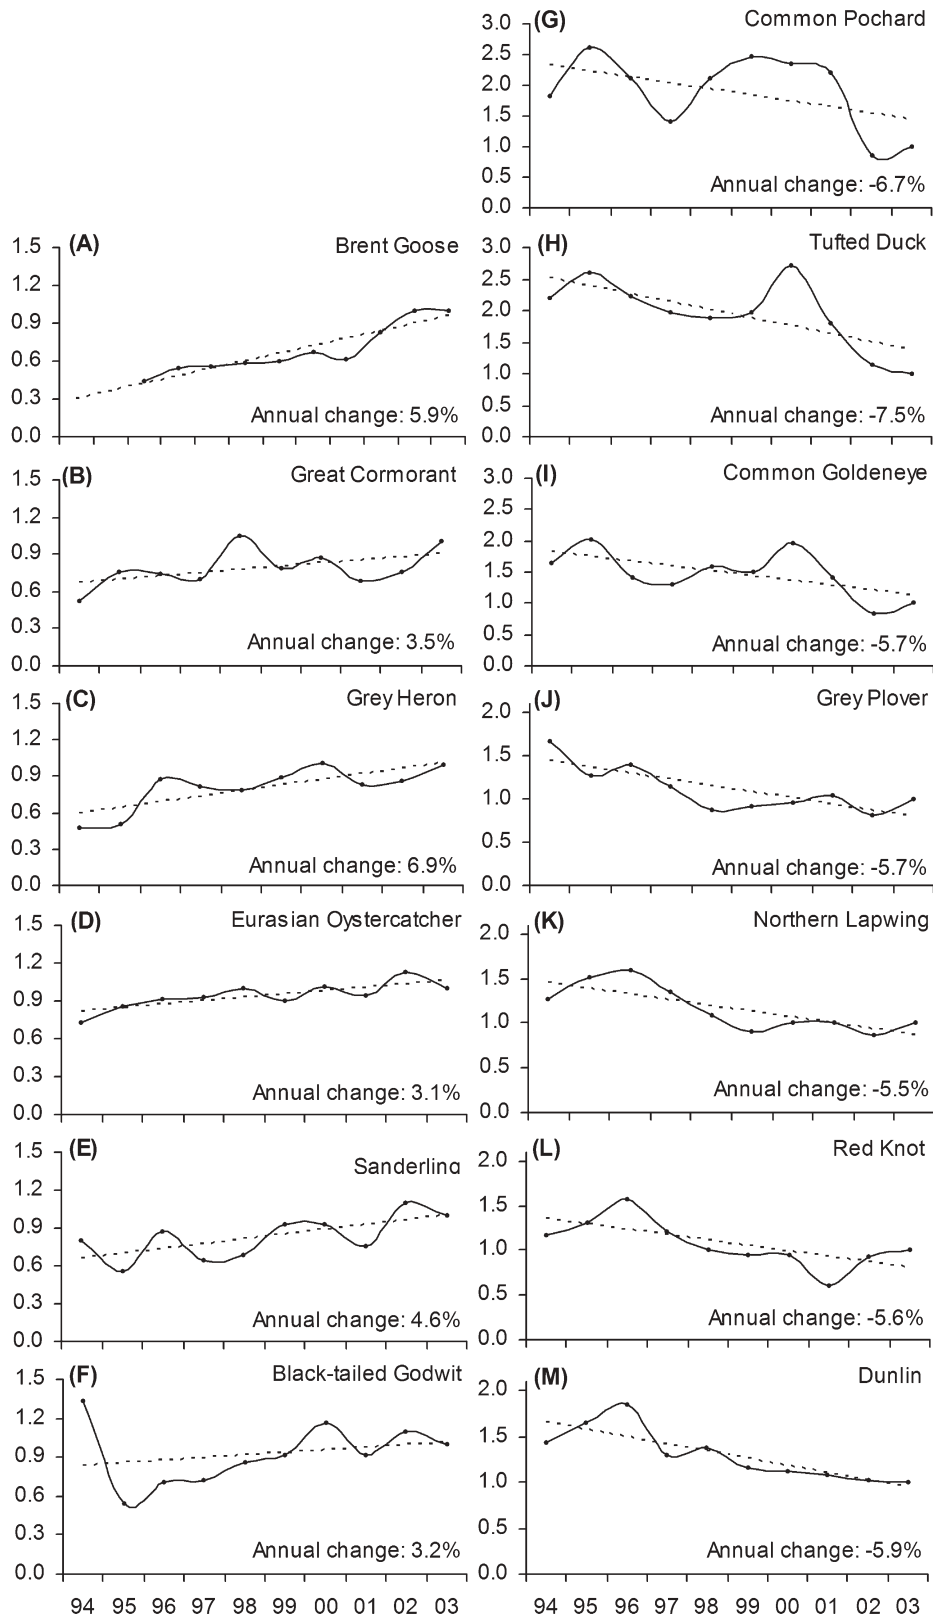 (G) Common Pochard
3.0
2.5
2.0
1.5
1.0
0.5
0.0
Annual change: -6.7%
(A) Brent Goose
1.5
1.2
0.9
0.6
0.3
0.0
Annual change: 5.9%
(H) Tufted Duck
3.0
2.5
2.0
1.5
1.0
0.5
0.0
Annual change: -7.5%
(B) Great Cormorant
1.5
1.2
0.9
0.6
0.3
0.0
Annual change: 3.5%
(I) Common Goldeneye
3.0
2.5
2.0
1.5
1.0
0.5
0.0
Annual change: -5.7%
(C) Grey Heron
1.5
1.2
0.9
0.6
0.3
0.0
Annual change: 6.9%
(J) Grey Plover
2.0
1.5
1.0
0.5
0.0
Annual change: -5.7%
(D) Eurasian Oystercatcher
1.5
1.2
0.9
0.6
0.3
0.0
Annual change: 3.1%
(K) Northern Lapwing
2.0
1.5
1.0
0.5
0.0
Annual change: -5.5%
(E) Sanderling
1.5
1.2
0.9
0.6
0.3
0.0
Annual change: 4.6%
(L) Red Knot
2.0
1.5
1.0
0.5
0.0
Annual change: -5.6%
(F) Black-tailed Godwit
1.5
1.2
0.9
0.6
0.3
0.0
Annual change: 3.2%
94 95 96 97 98 99 00 01 02 03
(M) Dunlin
2.0
1.5
1.0
0.5
0.0
Annual change: -5.9%
94 95 96 97 98 99 00 01 02 03